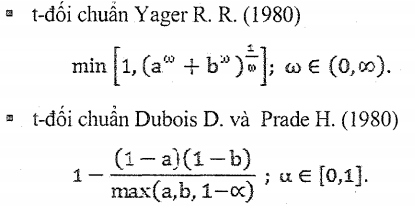 ▫ t-đối chuẩn Yager R. R. (1980)
min [1, (a^ω + b^ω)^{1/ω}]; ω ∈ (0,∞).
▫ t-đối chuẩn Dubois D. và Prade H. (1980)
1 − (1 − a)(1 − b) / max(a,b, 1−∝) ; α ∈ [0,1].